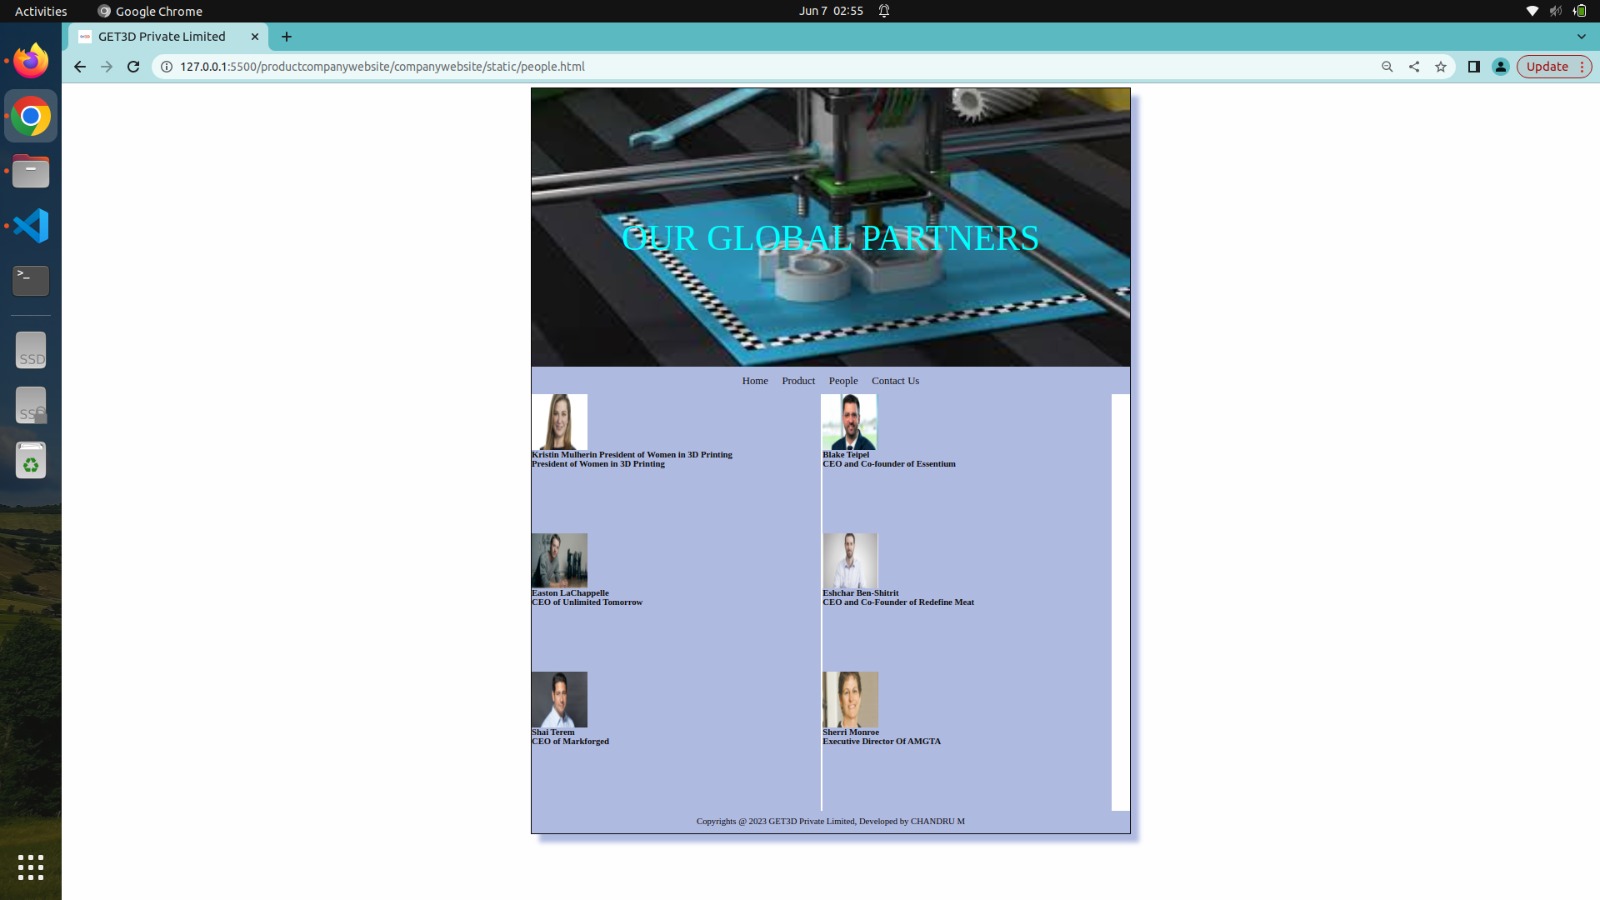 Activities
Google Chrome
Jun 7 02:55
GET3D Private Limited
127.0.0.1:5500/productcompanywebsite/companywebsite/static/people.html
Update
OUR GLOBAL PARTNERS
Home Product People Contact Us
Kristin Mulherin President of Women in 3D Printing
President of Women in 3D Printing
Blake Teipel
CEO and Co-founder of Essentium
Easton LaChappelle
CEO of Unlimited Tomorrow
Eshchar Ben-Shitrit
CEO and Co-Founder of Redefine Meat
Shai Terem
CEO of Markforged
Sherri Monroe
Executive Director Of AMGTA
Copyrights @ 2023 GET3D Private Limited, Developed by CHANDRU M
>_
SSD
SSD